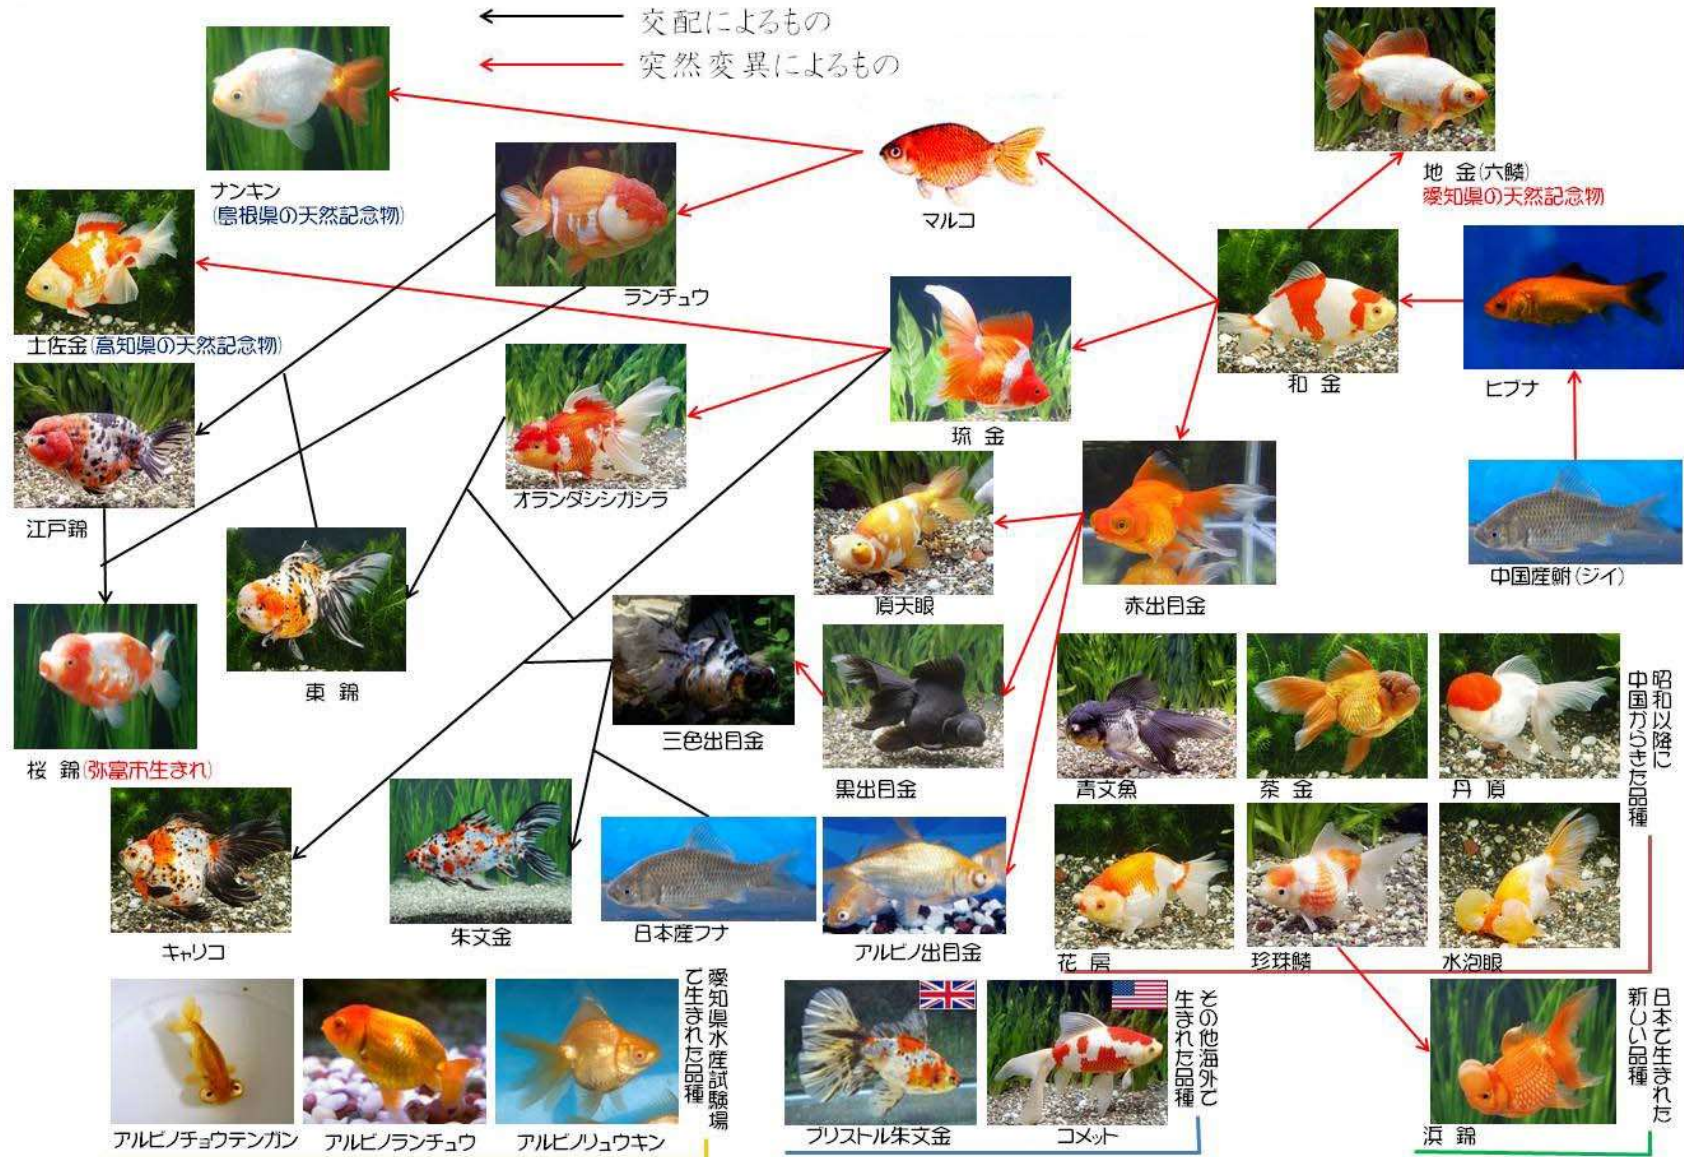 交配によるもの
突然変異によるもの
ナンキン
(島根県の天然記念物)
マルコ
地 金(六鱗)
愛知県の天然記念物
ランチュウ
土佐金(高知県の天然記念物)
琉 金
和 金
ヒブナ
江戸錦
オランダシシガシラ
頂天眼
赤出目金
中国産鮒(ジイ)
東 錦
桜 錦(弥富市生まれ)
三色出目金
黒出目金
青文魚
茶 金
丹 頂
昭和以降に
中国からきた品種
キャリコ
朱文金
日本産フナ
アルビノ出目金
花 房
珍珠鱗
水泡眼
アルビノチョウテンガン
アルビノランチュウ
アルビノリュウキン
愛知県水産試験場
で生まれた品種
ブリストル朱文金
コメット
その他海外で
生まれた品種
浜 錦
日本で生まれた
新しい品種